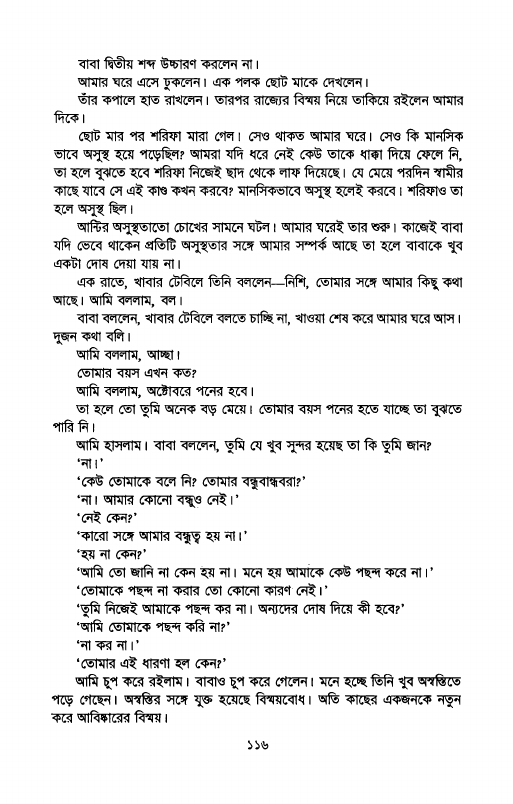 বাবা দ্বিতীয় শব্দ উচ্চারণ করলেন না।
আমার ঘরে এসে ঢুকলেন। এক পলক ছোট মাকে দেখলেন।
তাঁর কপালে হাত রাখলেন। তারপর রাজ্যের বিস্ময় নিয়ে তাকিয়ে রইলেন আমার
দিকে।
ছোট মার পর শরিফা মারা গেল। সেও থাকত আমার ঘরে। সেও কি মানসিক
ভাবে অসুস্থ হয়ে পড়েছিল? আমরা যদি ধরে নেই কেউ তাকে ধাক্কা দিয়ে ফেলে নি,
তা হলে বুঝতে হবে শরিফা নিজেই ছাদ থেকে লাফ দিয়েছে। যে মেয়ে পরদিন স্বামীর
কাছে যাবে সে এই কাণ্ড কখন করবে? মানসিকভাবে অসুস্থ হলেই করবে। শরিফাও তা
হলে অসুস্থ ছিল।
আন্টির অসুস্থতাতো চোখের সামনে ঘটল। আমার ঘরেই তার শুরু। কাজেই বাবা
যদি ভেবে থাকেন প্রতিটি অসুস্থতার সঙ্গে আমার সম্পর্ক আছে তা হলে বাবাকে খুব
একটা দোষ দেয়া যায় না।
এক রাতে, খাবার টেবিলে তিনি বললেন—নিশি, তোমার সঙ্গে আমার কিছু কথা
আছে। আমি বললাম, বল।
বাবা বললেন, খাবার টেবিলে বলতে চাচ্ছি না, খাওয়া শেষ করে আমার ঘরে আস।
দুজন কথা বলি।
আমি বললাম, আচ্ছা।
তোমার বয়স এখন কত?
আমি বললাম, অক্টোবরে পনের হবে।
তা হলে তো তুমি অনেক বড় মেয়ে। তোমার বয়স পনের হতে যাচ্ছে তা বুঝতে
পারি নি।
আমি হাসলাম। বাবা বললেন, তুমি যে খুব সুন্দর হয়েছ তা কি তুমি জান?
‘না।’
‘কেউ তোমাকে বলে নি? তোমার বন্ধুবান্ধবরা?’
‘না। আমার কোনো বন্ধুও নেই।’
‘নেই কেন?’
‘কারো সঙ্গে আমার বন্ধুত্ব হয় না।’
‘হয় না কেন?’
‘আমি তো জানি না কেন হয় না। মনে হয় আমাকে কেউ পছন্দ করে না।’
‘তোমাকে পছন্দ না করার তো কোনো কারণ নেই।’
‘তুমি নিজেই আমাকে পছন্দ কর না। অন্যদের দোষ দিয়ে কী হবে?’
‘আমি তোমাকে পছন্দ করি না?’
‘না কর না।’
‘তোমার এই ধারণা হল কেন?’
আমি চুপ করে রইলাম। বাবাও চুপ করে গেলেন। মনে হচ্ছে তিনি খুব অস্বস্তিতে
পড়ে গেছেন। অস্বস্তির সঙ্গে যুক্ত হয়েছে বিস্ময়বোধ। অতি কাছের একজনকে নতুন
করে আবিষ্কারের বিস্ময়।
১১৬